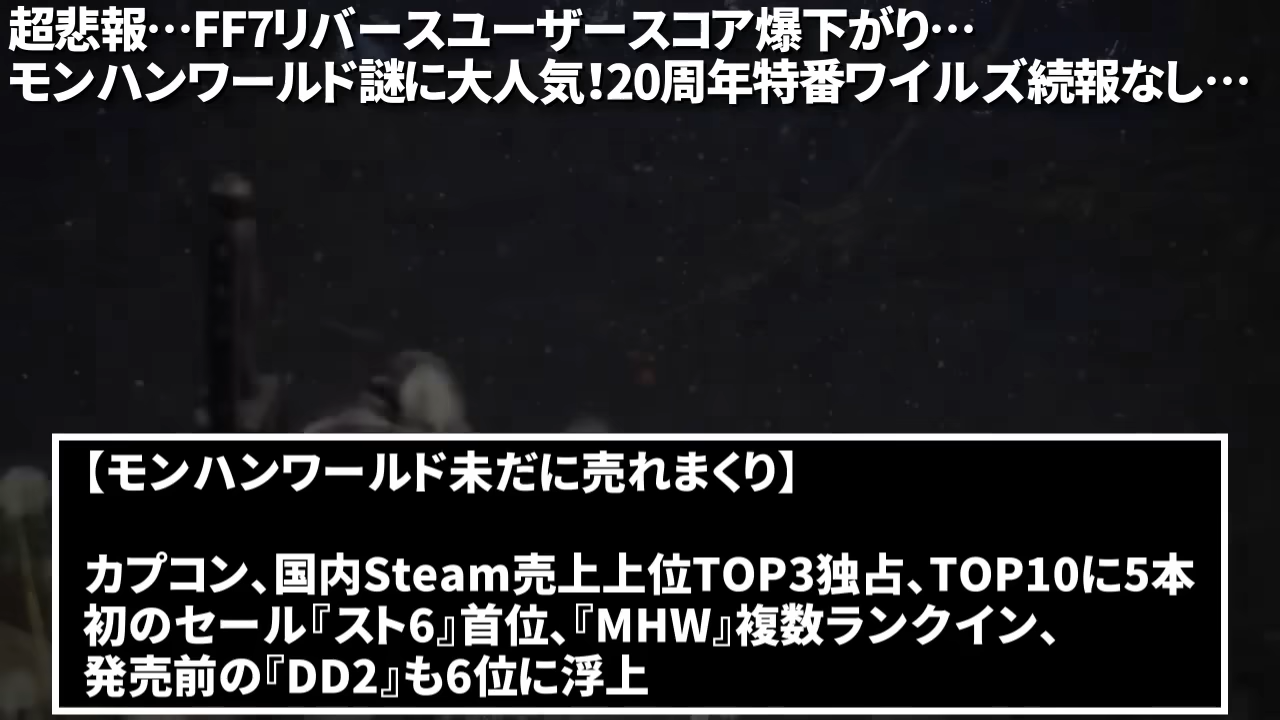 超悲報…FF7リバースユーザースコア爆下がり…
モンハンワールド謎に大人気！20周年特番ワイルズ続報なし…
【モンハンワールド未だに売れまくり】
カプコン、国内Steam売上上位TOP3独占、TOP10に5本
初のセール『スト6』首位、『MHW』複数ランクイン、
発売前の『DD2』も6位に浮上